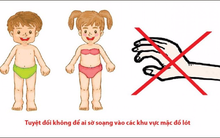 Tuyệt đối không để ai sờ soạng vào các khu vực mặc đồ lót